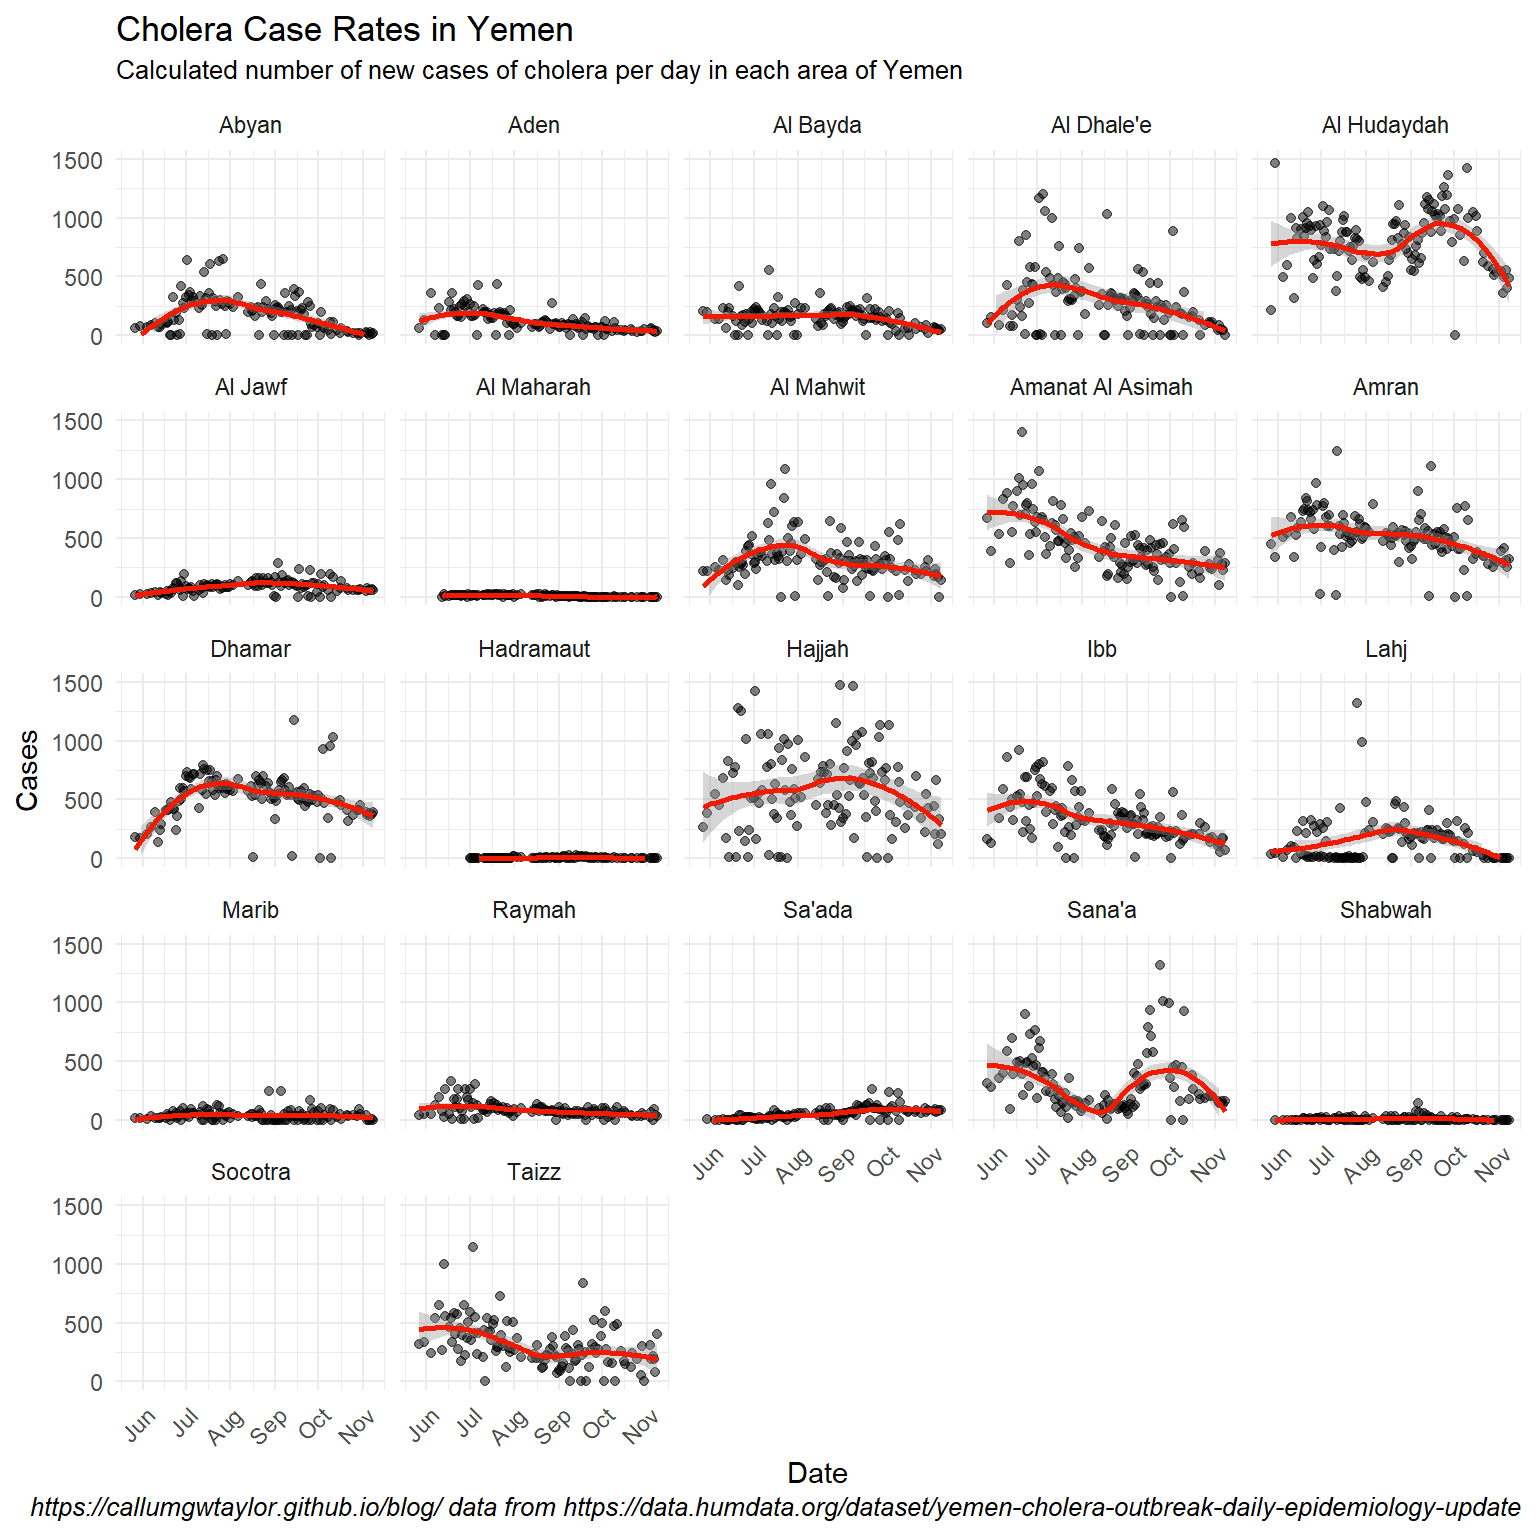 Cholera Case Rates in Yemen
Calculated number of new cases of cholera per day in each area of Yemen
Abyan Aden Al Bayda Al Dhale'e Al Hudaydah
1500
1000
500
0
Al Jawf Al Maharah Al Mahwit Amanat Al Asimah Amran
1500
1000
500
0
Dhamar Hadramaut Hajjah Ibb Lahj
1500
1000
500
0
Cases
Marib Raymah Sa'ada Sana'a Shabwah
1500
1000
500
0
Jun Jul Aug Sep Oct Nov Jun Jul Aug Sep Oct Nov Jun Jul Aug Sep Oct Nov
Socotra Taizz
1500
1000
500
0
Jun Jul Aug Sep Oct Nov Jun Jul Aug Sep Oct Nov
Date
https://callumgwtaylor.github.io/blog/ data from https://data.humdata.org/dataset/yemen-cholera-outbreak-daily-epidemiology-update